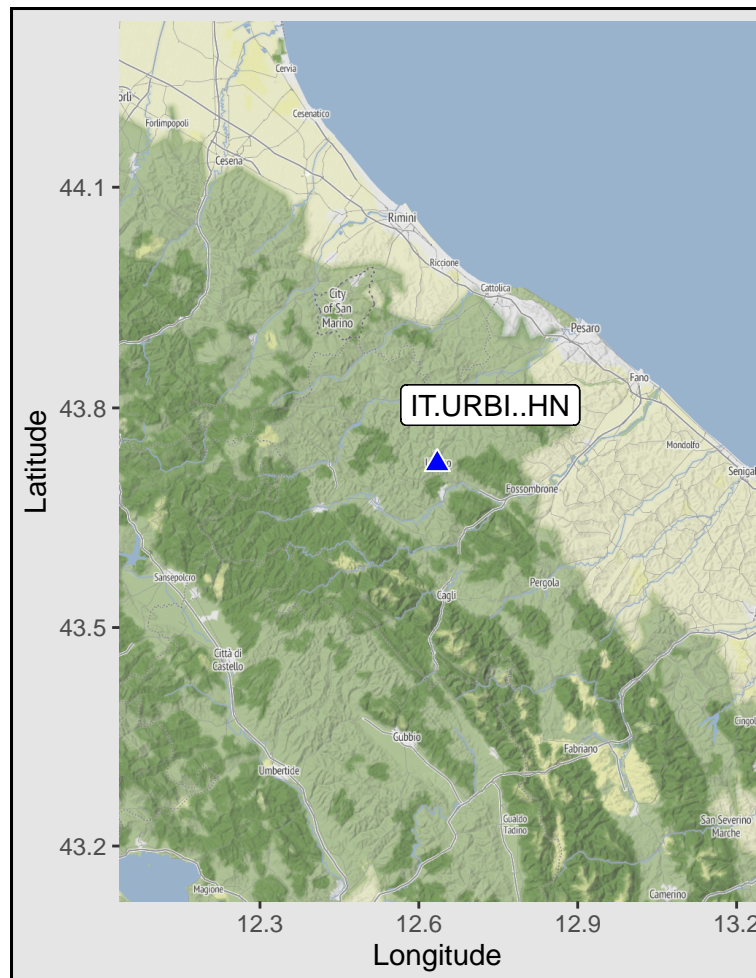 Cervia
orli
Forlimpopoli
Cesenatico
Cesena
44.1
Rimini
Riccione
City
of San
Marino
Cattolica
Pesaro
Fano
43.8
IT.URBI..HN
Mondolfo
Senigal
Fossombrone
Latitude
Sansepolcro
Pergola
Cagli
43.5
Città di
Castello
Cingol
Gubbio
Fabriano
Umbertide
Gualdo
Tadino
San Severino
Marche
43.2
Magione
Camerino
12.3
12.6
12.9
13.2
Longitude